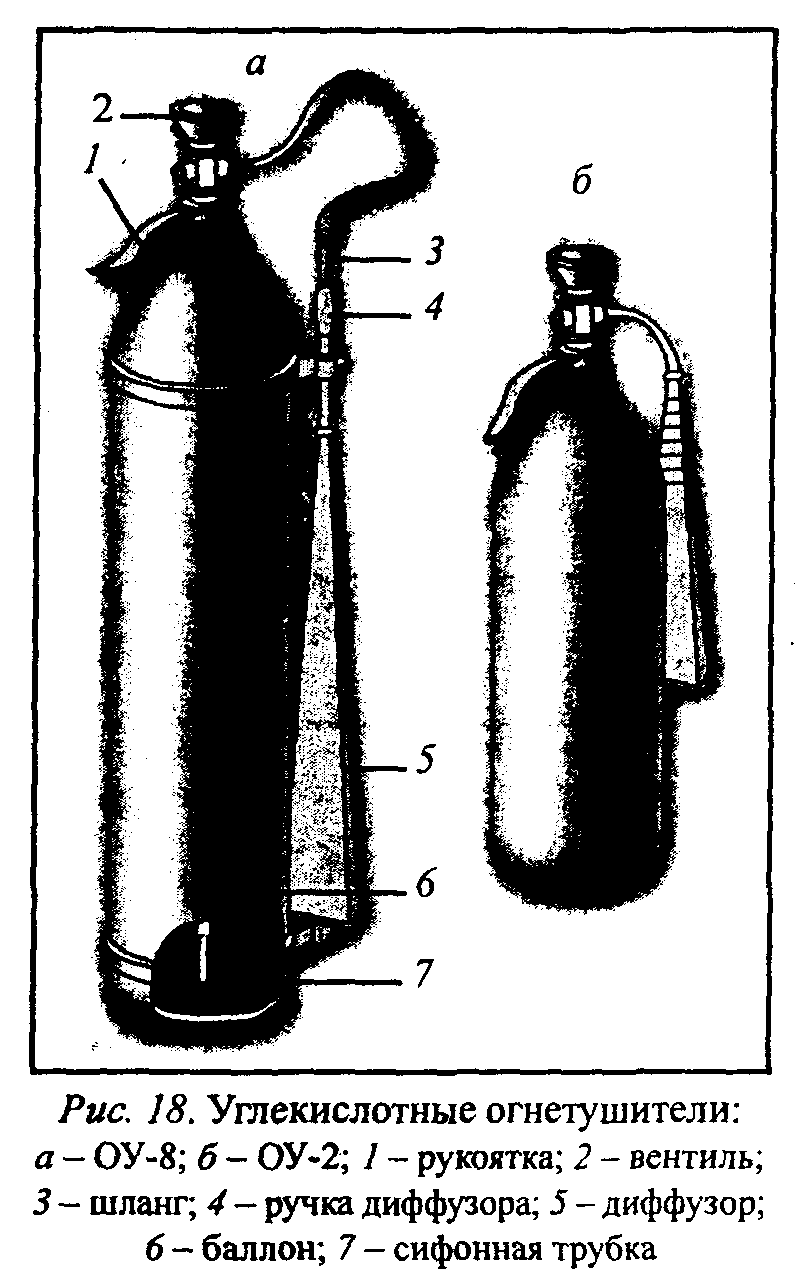 а
2
1
б
3
4
5
6
7
Рис. 18. Углекислотные огнетушители:
а – ОУ-8; б – ОУ-2; 1 – рукоятка; 2 – вентиль;
3 – шланг; 4 – ручка диффузора; 5 – диффузор;
6 – баллон; 7 – сифонная трубка